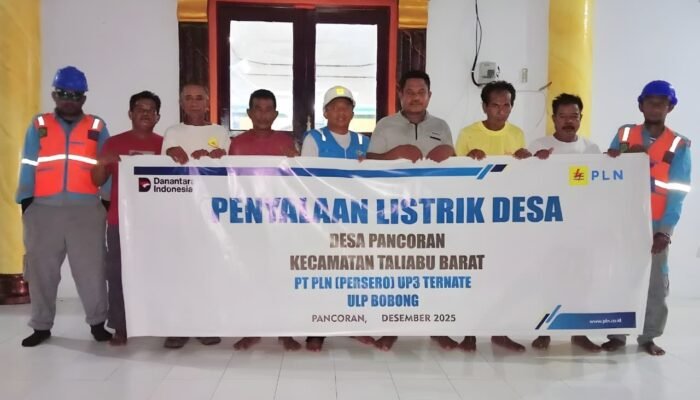 Danantara
Indonesia
PLN
PENYALAAN LISTRIK DESA
DESA PANCORAN
KECAMATAN TALIABU BARAT
PT PLN (PERSERO) UP3 TERNATE
ULP BOBONG
PANCORAN, DESEMBER 2025
www.pln.co.id